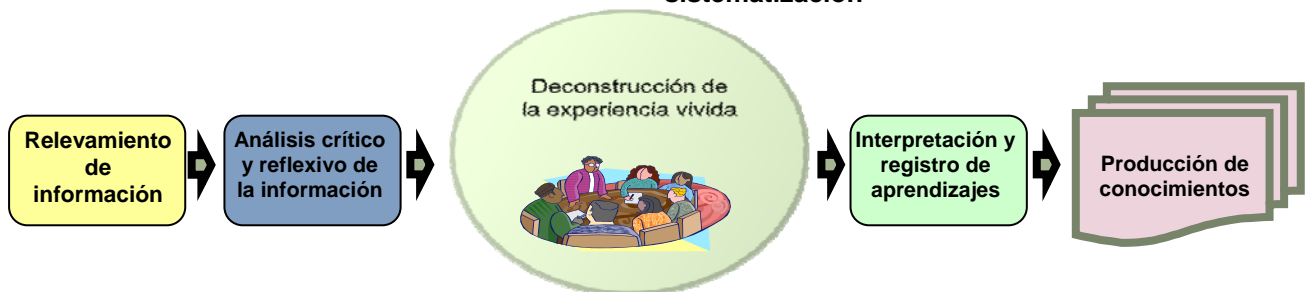 sistematización
Relevamiento
de
información
Análisis crítico
y reflexivo de
la información
Deconstrucción de
la experiencia vivida
Interpretación y
registro de
aprendizajes
Producción de
conocimientos